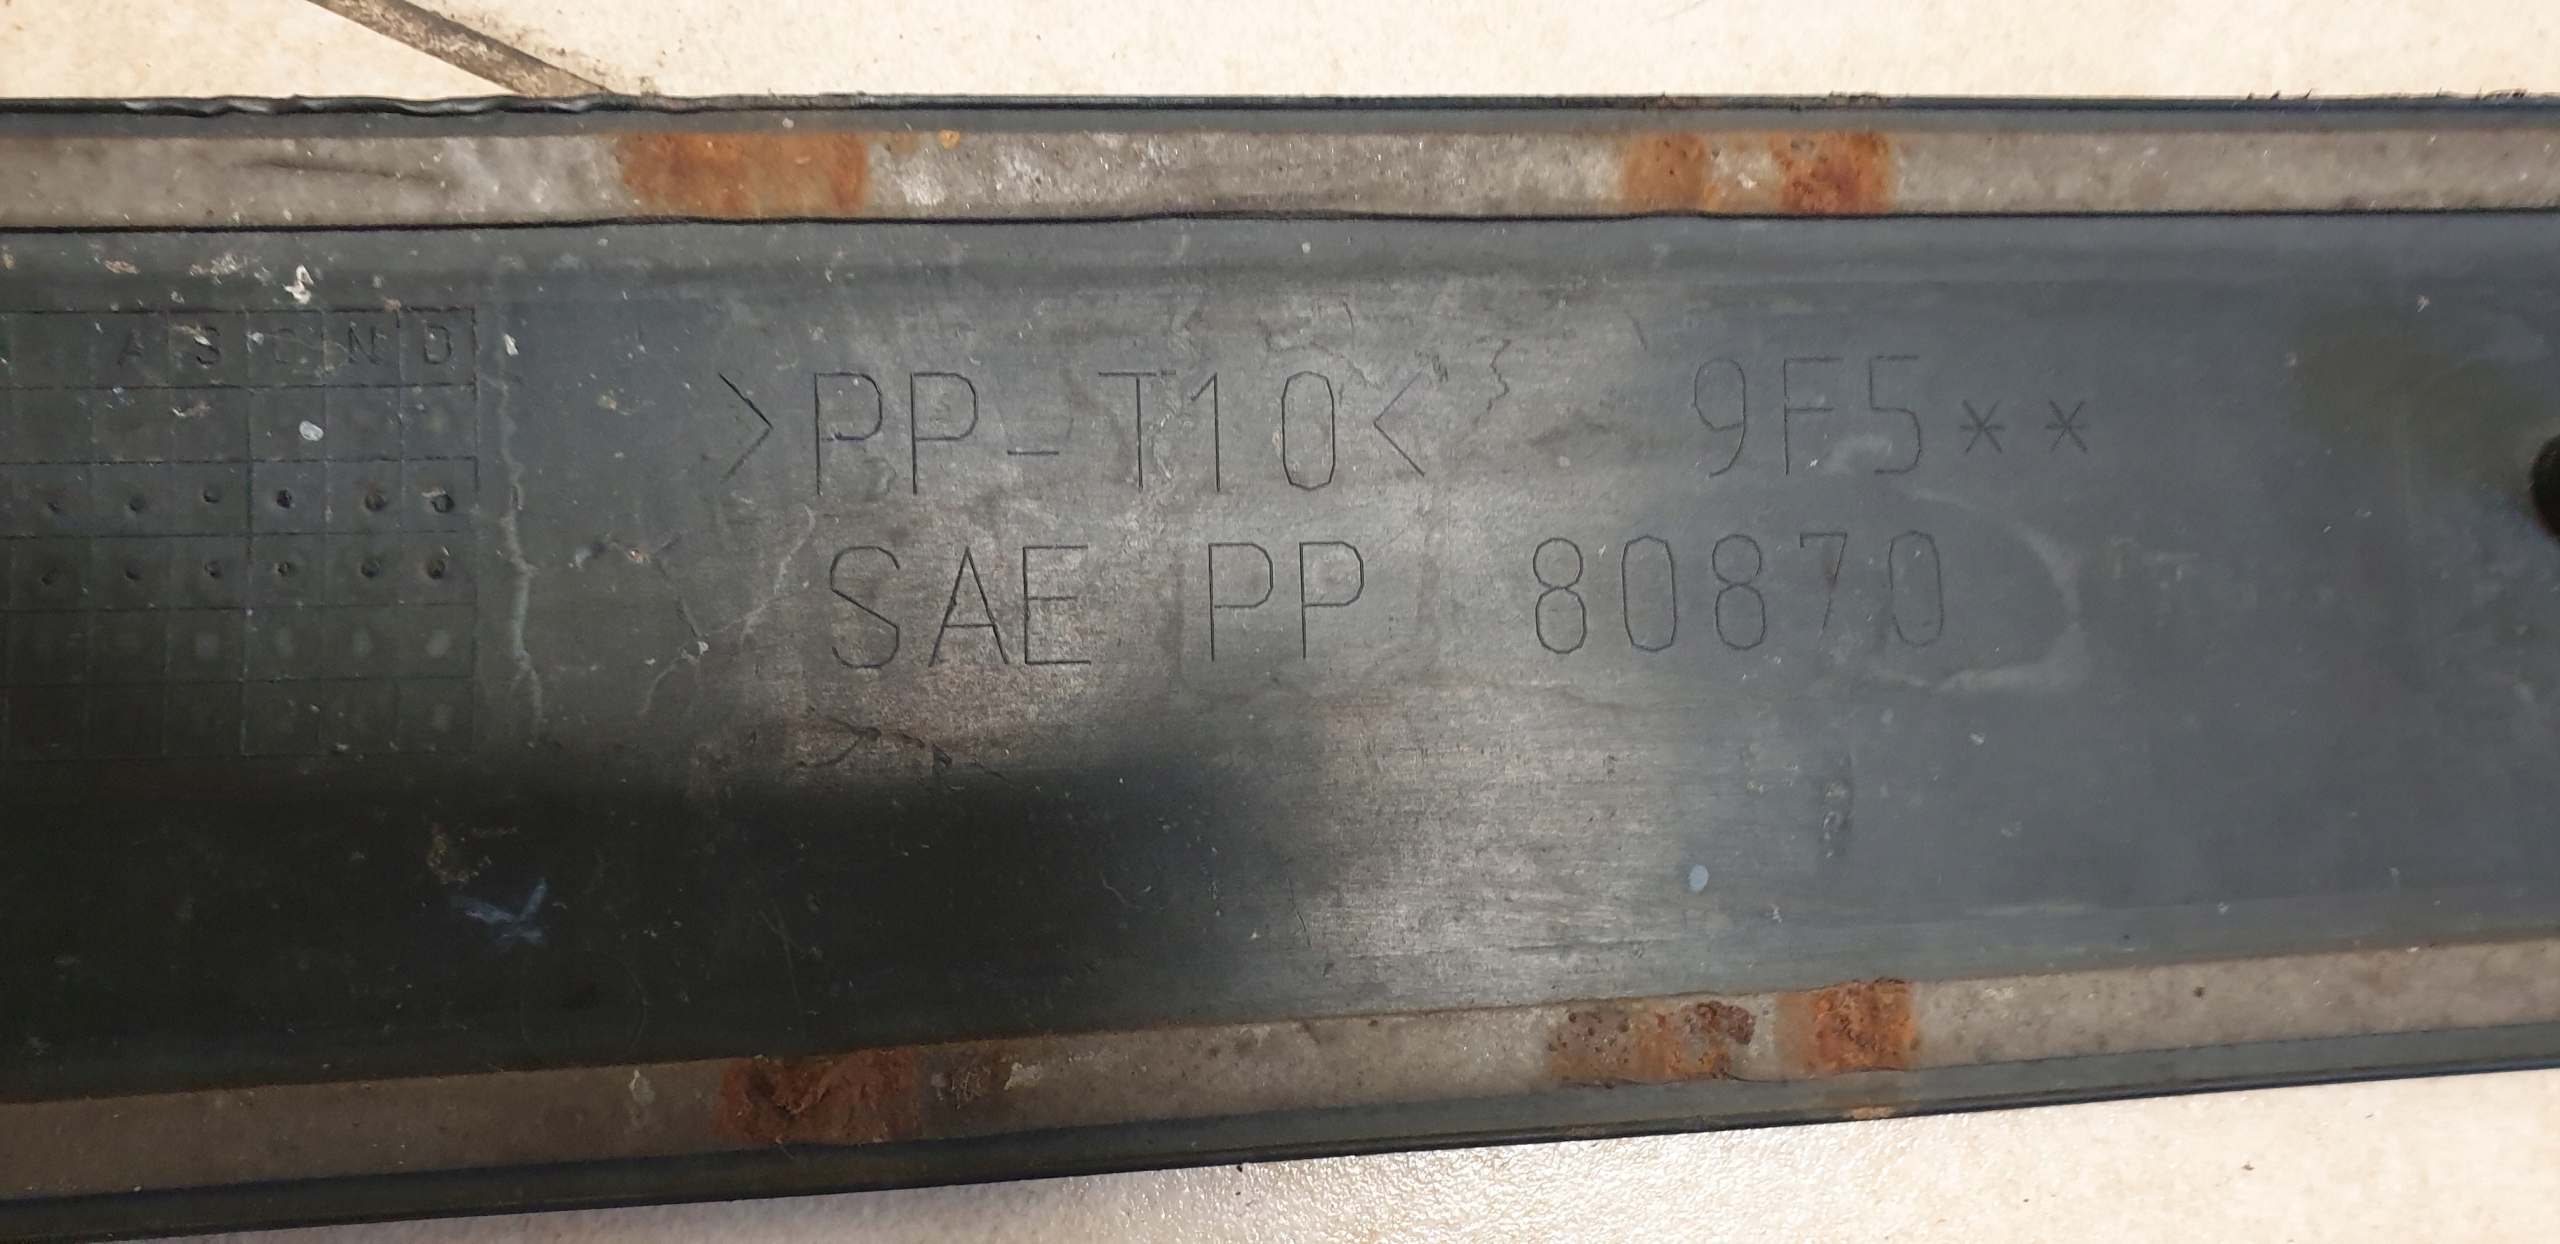 A S O N D
>PP-T10< 9F5**
SAE PP 80870